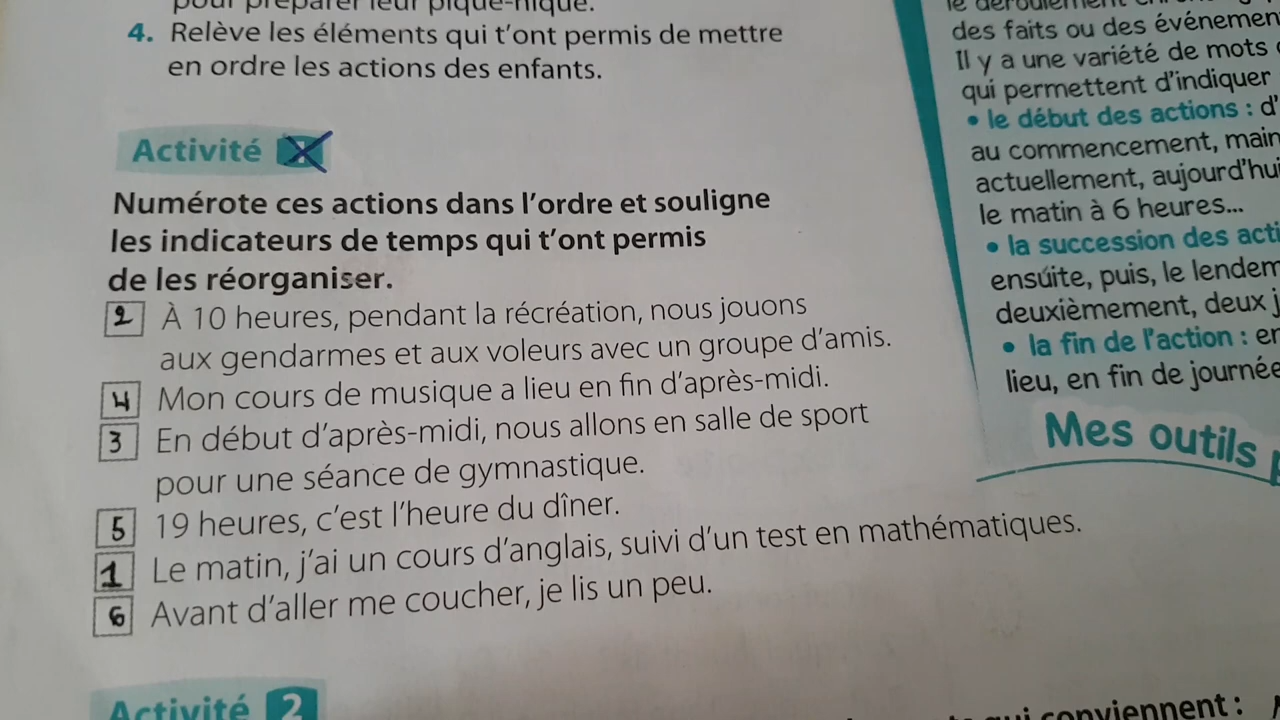 pour préparer leur pique-nique.
4. Relève les éléments qui t'ont permis de mettre
en ordre les actions des enfants.
Activité
Numérote ces actions dans l'ordre et souligne
les indicateurs de temps qui t'ont permis
de les réorganiser.
2 À 10 heures, pendant la récréation, nous jouons
aux gendarmes et aux voleurs avec un groupe d'amis.
4 Mon cours de musique a lieu en fin d'après-midi.
3 En début d'après-midi, nous allons en salle de sport
pour une séance de gymnastique.
5 19 heures, c'est l'heure du dîner.
1 Le matin, j'ai un cours d'anglais, suivi d'un test en mathématiques.
6 Avant d'aller me coucher, je lis un peu.
Activité 2
le déroulement
des faits ou des
Il y a une variété de mots
qui permettent d'indiquer
• le début des actions : d'
au commencement,
actuellement, aujourd'hui
le matin à 6 heures...
• la succession des
ensuite, puis, le
deuxièmement, deux
• la fin de l'action :
lieu, en fin de journée
Mes outils
qui conviennent :